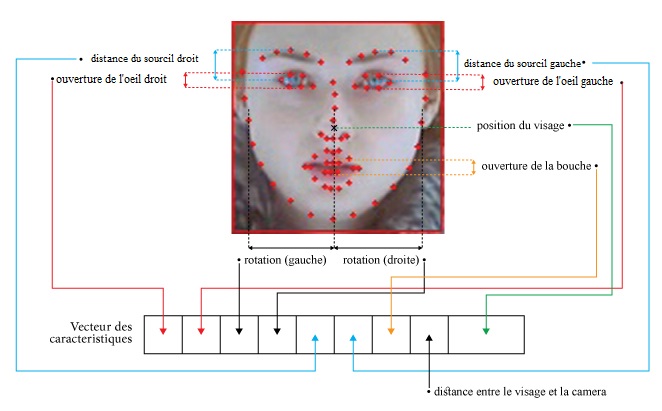 distance du sourcil droit
distance du sourcil gauche
ouverture de l'oeil droit
ouverture de l'oeil gauche
position du visage
ouverture de la bouche
rotation (gauche)
rotation (droite)
Vecteur des
caracteristiques
distance entre le visage et la camera